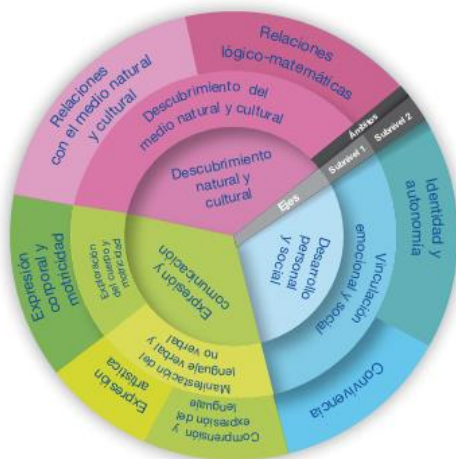 Relaciones
lógico-matemáticas
Relaciones
con el medio natural
y cultural
Descubrimiento del
medio natural y cultural
Descubrimiento
natural y
cultural
Ámbitos
Subnivel 1
Subnivel 2
Ejes
Identidad y
autonomía
Vinculación
emocional y social
Desarrollo
personal
y social
Convivencia
Expresión y
comunicación
Exploración
del cuerpo y
motricidad
Expresión
corporal y
motricidad
Manifestación del
lenguaje verbal y
no verbal
Expresión
artística
Comprensión y
expresión del
lenguaje